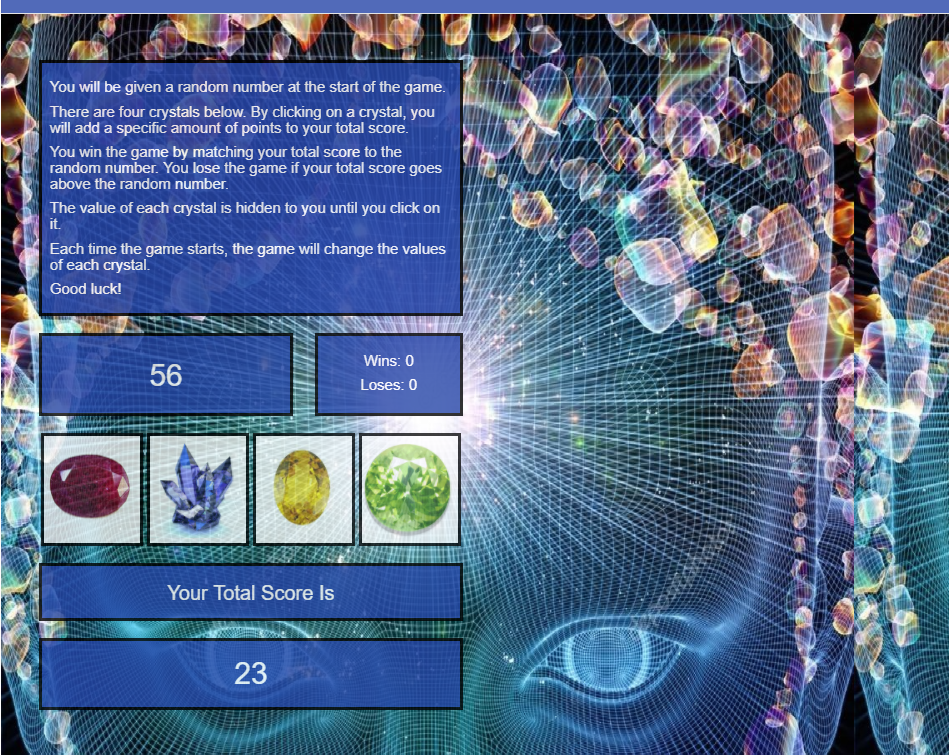 You will be given a random number at the start of the game.
There are four crystals below. By clicking on a crystal, you
will add a specific amount of points to your total score.
You win the game by matching your total score to the
random number. You lose the game if your total score goes
above the random number.
The value of each crystal is hidden to you until you click on
it.
Each time the game starts, the game will change the values
of each crystal.
Good luck!
56
Wins: 0
Loses: 0
Your Total Score Is
23